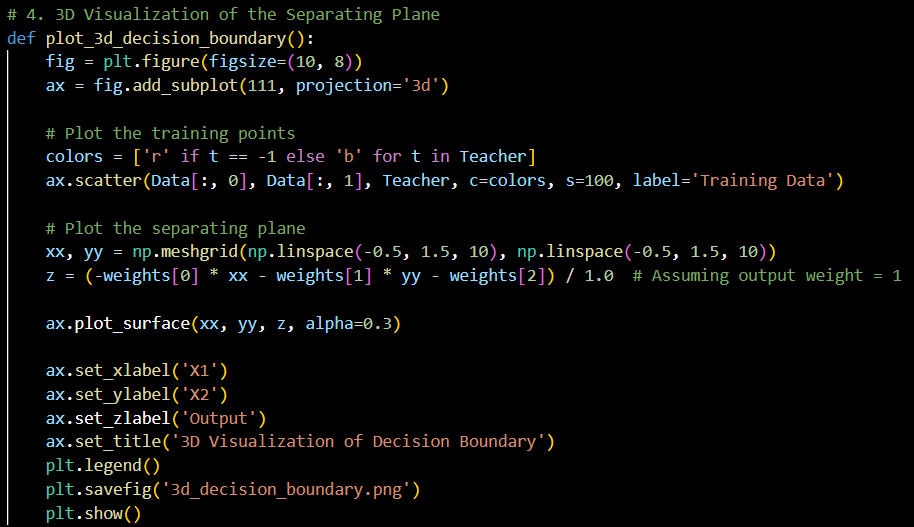 # 4. 3D Visualization of the Separating Plane
def plot_3d_decision_boundary():
    fig = plt.figure(figsize=(10, 8))
    ax = fig.add_subplot(111, projection='3d')

    # Plot the training points
    colors = ['r' if t == -1 else 'b' for t in Teacher]
    ax.scatter(Data[:, 0], Data[:, 1], Teacher, c=colors, s=100, label='Training Data')

    # Plot the separating plane
    xx, yy = np.meshgrid(np.linspace(-0.5, 1.5, 10), np.linspace(-0.5, 1.5, 10))
    z = (-weights[0] * xx - weights[1] * yy - weights[2]) / 1.0  # Assuming output weight = 1

    ax.plot_surface(xx, yy, z, alpha=0.3)

    ax.set_xlabel('X1')
    ax.set_ylabel('X2')
    ax.set_zlabel('Output')
    ax.set_title('3D Visualization of Decision Boundary')
    plt.legend()
    plt.savefig('3d_decision_boundary.png')
    plt.show()